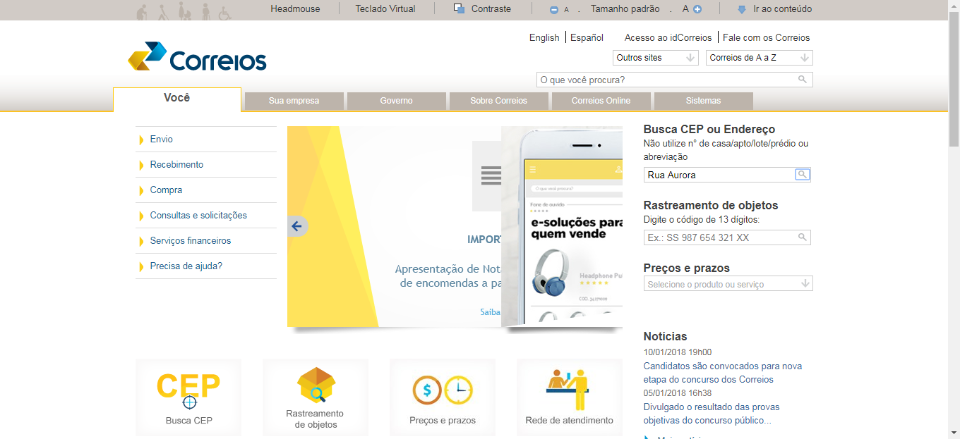 Headmouse
Teclado Virtual
Contraste
A . Tamanho padrão . A
Ir ao conteúdo
English Español Acesso ao idCorreios Fale com os Correios
Correios
Outros sites
Correios de A a Z
O que você procura?
Você
Sua empresa
Governo
Sobre Correios
Correios Online
Sistemas
Envio
Recebimento
Compra
Consultas e solicitações
Serviços financeiros
Precisa de ajuda?
IMPORT
Apresentação de Not
de encomendas a pa
Saiba
e-soluções para
quem vende
Headphone Pu
Busca CEP ou Endereço
Não utilize n° de casa/apto/lote/prédio ou
abreviação
Rua Aurora
Rastreamento de objetos
Digite o código de 13 dígitos:
Ex.: SS 987 654 321 XX
Preços e prazos
Selecione o produto ou serviço
Notícias
10/01/2018 19h00
Candidatos são convocados para nova
etapa do concurso dos Correios
05/01/2018 16h38
Divulgado o resultado das provas
objetivas do concurso público...
CEP
Busca CEP
Rastreamento
de objetos
$
Preços e prazos
Rede de atendimento